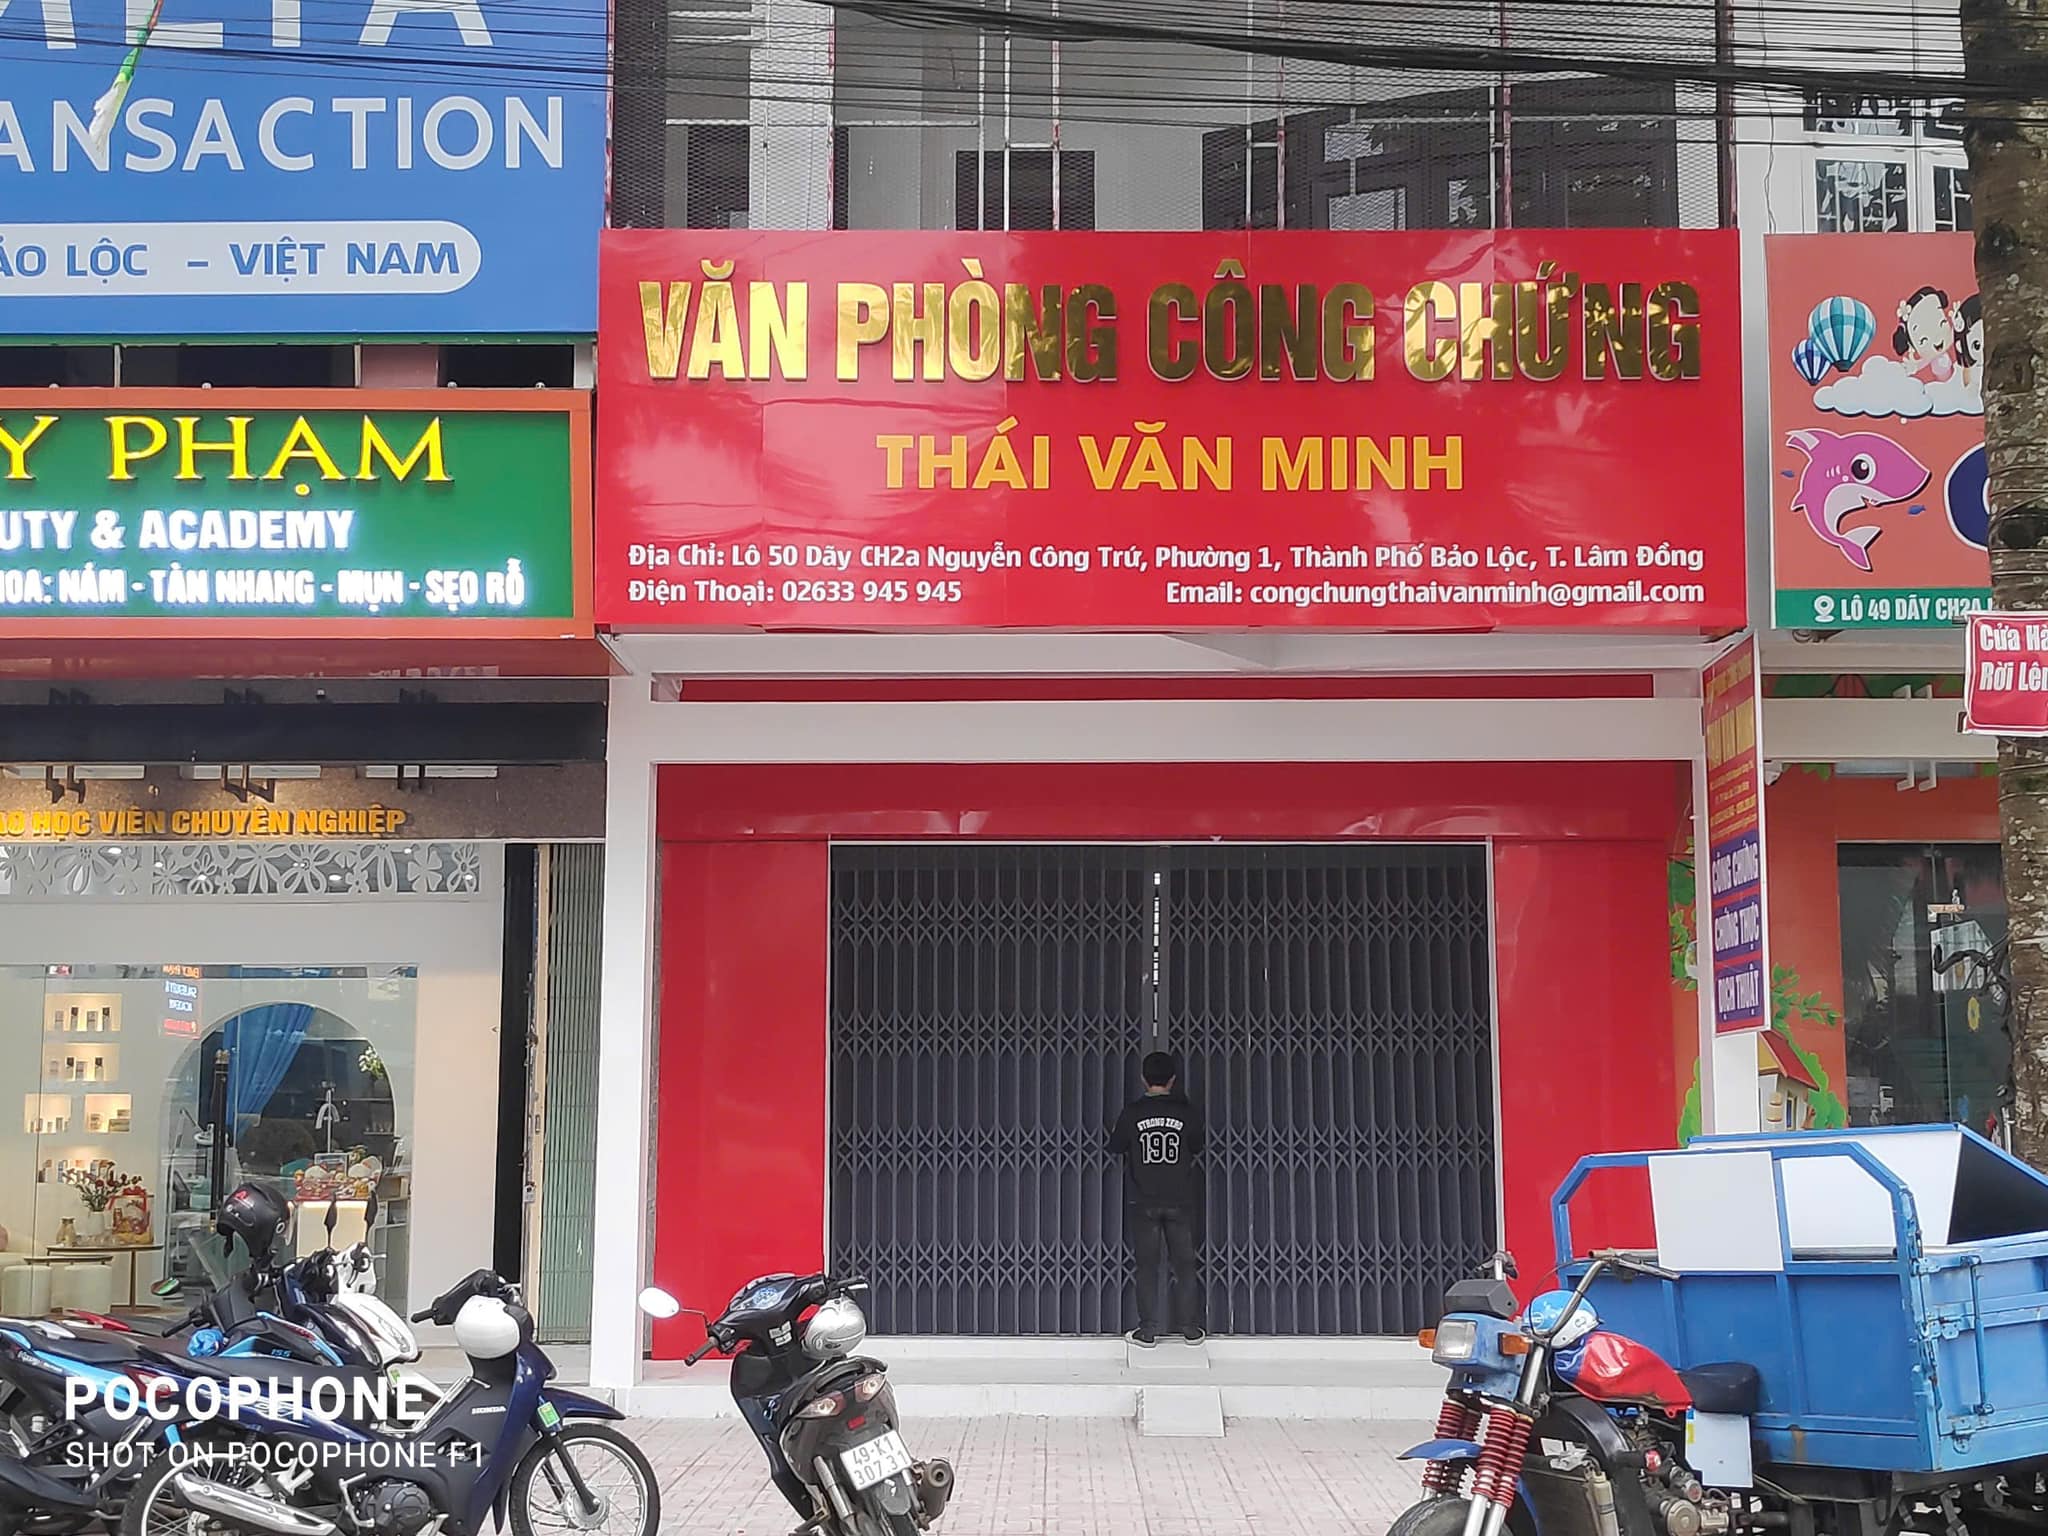 ANSACTION
BẢO LỘC – VIỆT NAM
Y PHẠM
UTY & ACADEMY
HOA: NÁM - TÀN NHANG - MỤN - SẸO RỖ
HỌC VIÊN CHUYÊN NGHIỆP
VĂN PHÒNG CÔNG CHỨNG
THÁI VĂN MINH
Địa Chỉ: Lô 50 Dãy CH2a Nguyễn Công Trứ, Phường 1, Thành Phố Bảo Lộc, T. Lâm Đồng
Điện Thoại: 02633 945 945
Email: congchungthaivanminh@gmail.com
LÔ 49 DÃY CH2A
Cửa Hà
Rời Lê
CÔNG CHỨNG
CHỨNG THỰC
DỊCH THUẬT
STRONG ZERO
196
HONDA
155
49-K1
307.31
POCOPHONE
SHOT ON POCOPHONE F1